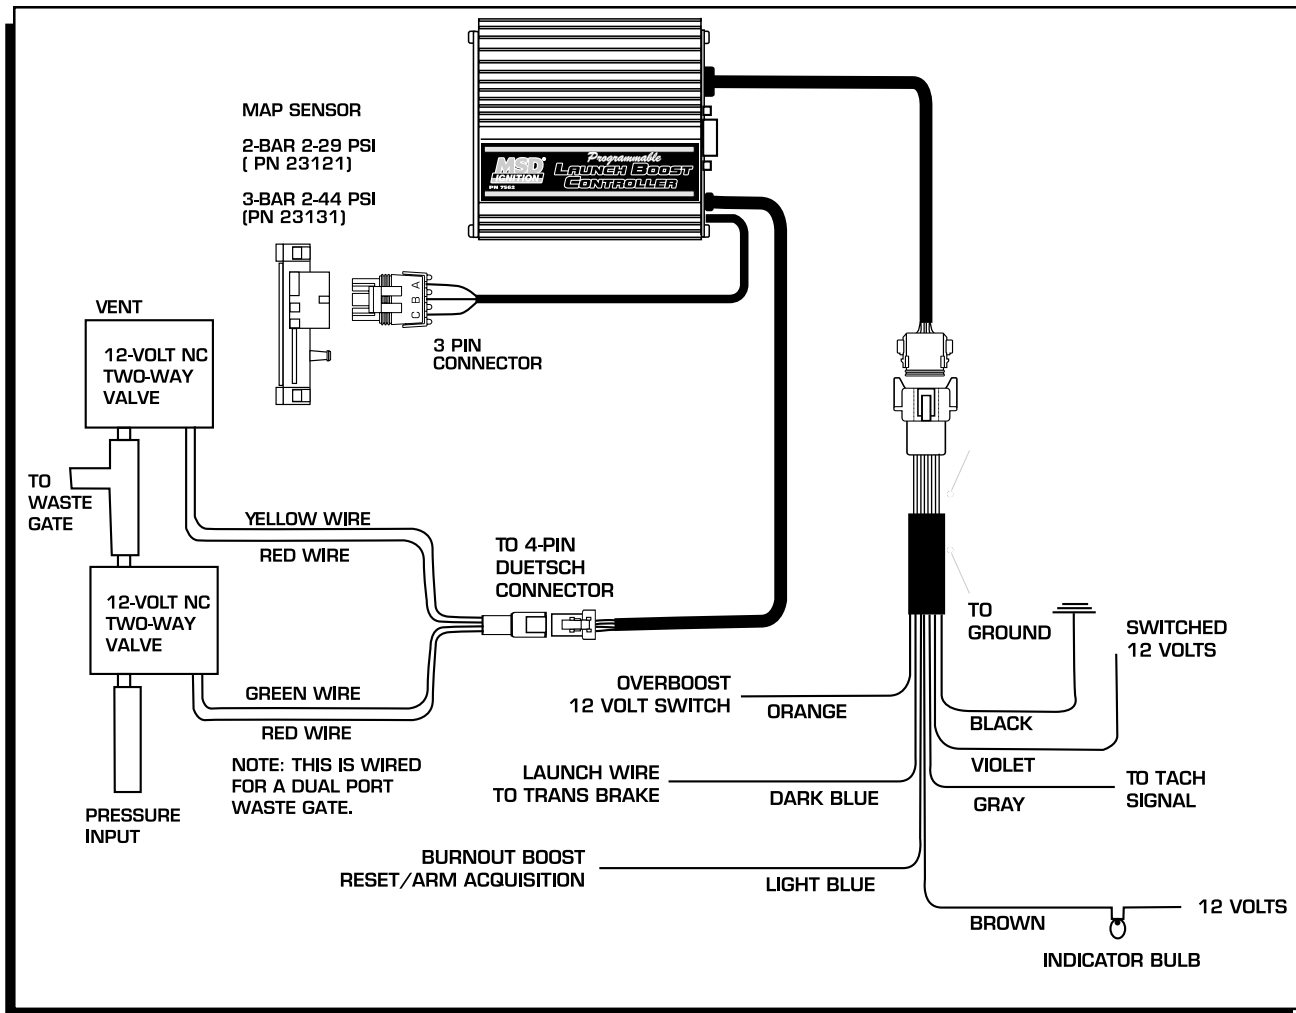 MAP SENSOR
2-BAR 2-29 PSI
( PN 23121)
3-BAR 2-44 PSI
(PN 23131)
MSD
IGNITION
PN 7562
Programmable
LAUNCH BOOST
CONTROLLER
A
B
C
3 PIN
CONNECTOR
VENT
12-VOLT NC
TWO-WAY
VALVE
TO
WASTE
GATE
YELLOW WIRE
RED WIRE
TO 4-PIN
DUETSCH
CONNECTOR
12-VOLT NC
TWO-WAY
VALVE
GREEN WIRE
RED WIRE
NOTE: THIS IS WIRED
FOR A DUAL PORT
WASTE GATE.
PRESSURE
INPUT
TO
GROUND
SWITCHED
12 VOLTS
OVERBOOST
12 VOLT SWITCH
ORANGE
BLACK
VIOLET
LAUNCH WIRE
TO TRANS BRAKE
DARK BLUE
GRAY
TO TACH
SIGNAL
BURNOUT BOOST
RESET/ARM ACQUISITION
LIGHT BLUE
BROWN
12 VOLTS
INDICATOR BULB